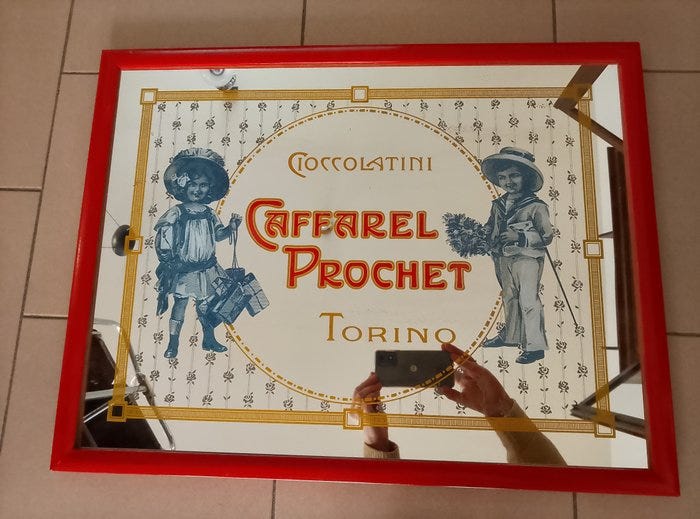 CIOCCOLATINI
CAFFAREL
PROCHET
TORINO